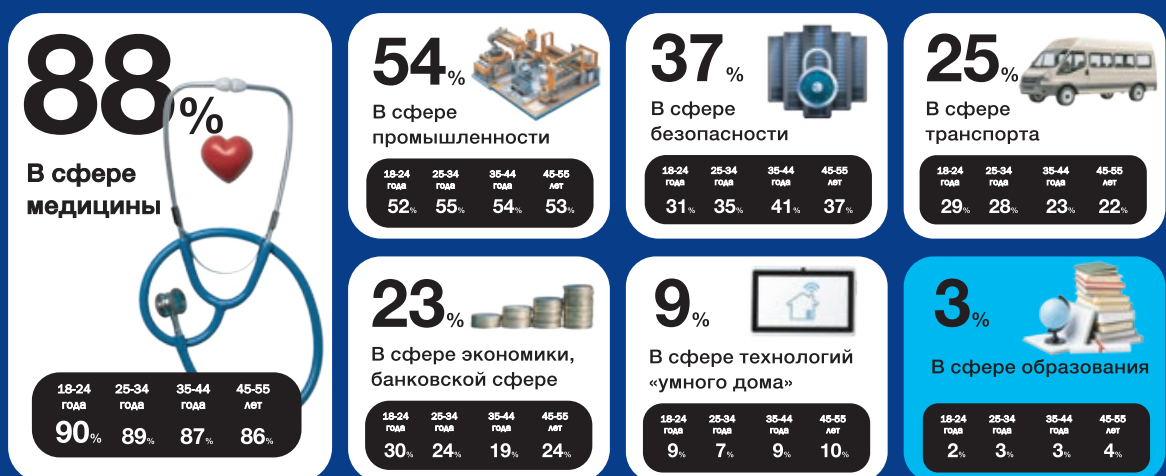 88%
В сфере
медицины
18-24 25-34 35-44 45-55
года года года лет
90% 89% 87% 86%
54%
В сфере
промышленности
18-24 25-34 35-44 45-55
года года года лет
52% 55% 54% 53%
37%
В сфере
безопасности
18-24 25-34 35-44 45-55
года года года лет
31% 35% 41% 37%
25%
В сфере
транспорта
18-24 25-34 35-44 45-55
года года года лет
29% 28% 23% 22%
23%
В сфере экономики,
банковской сфере
18-24 25-34 35-44 45-55
года года года лет
30% 24% 19% 24%
9%
В сфере технологий
«умного дома»
18-24 25-34 35-44 45-55
года года года лет
9% 7% 9% 10%
3%
В сфере образования
18-24 25-34 35-44 45-55
года года года лет
2% 3% 3% 4%